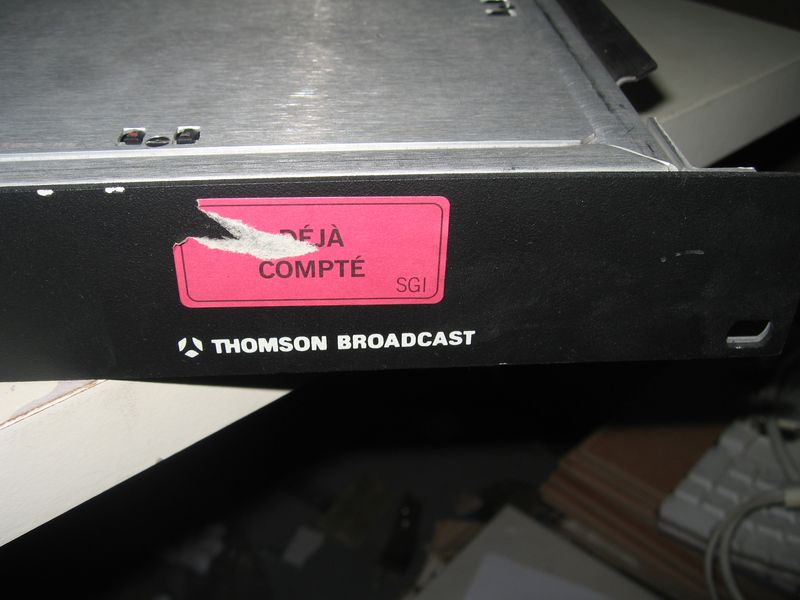 DÉJÀ
COMPTÉ
SGI
THOMSON BROADCAST